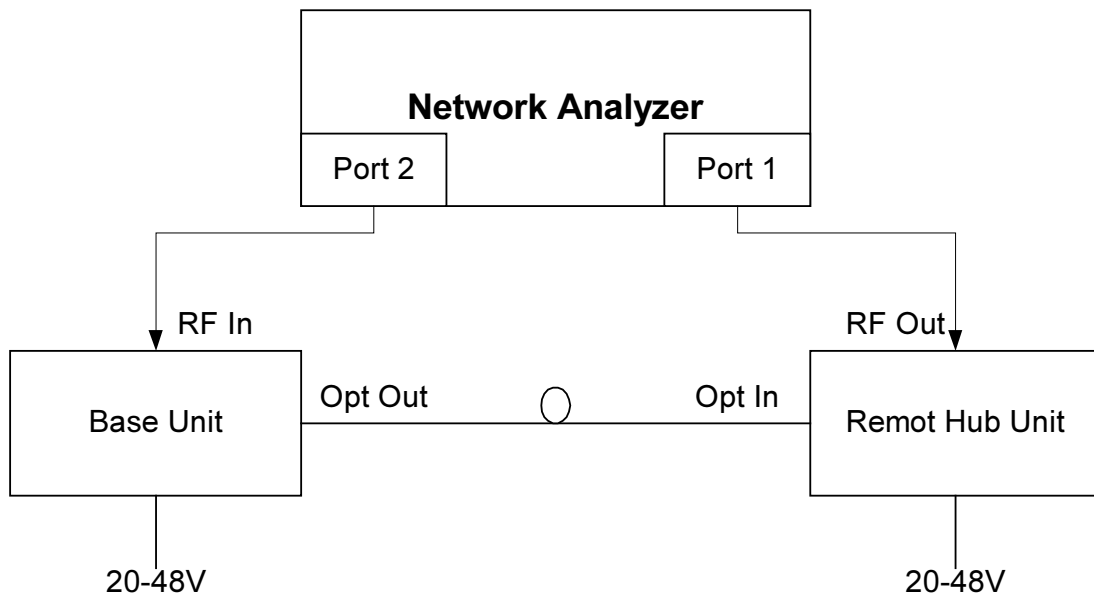 Network Analyzer
Port 2
Port 1
RF In
RF Out
Opt Out
Opt In
Base Unit
Remot Hub Unit
20-48V
20-48V